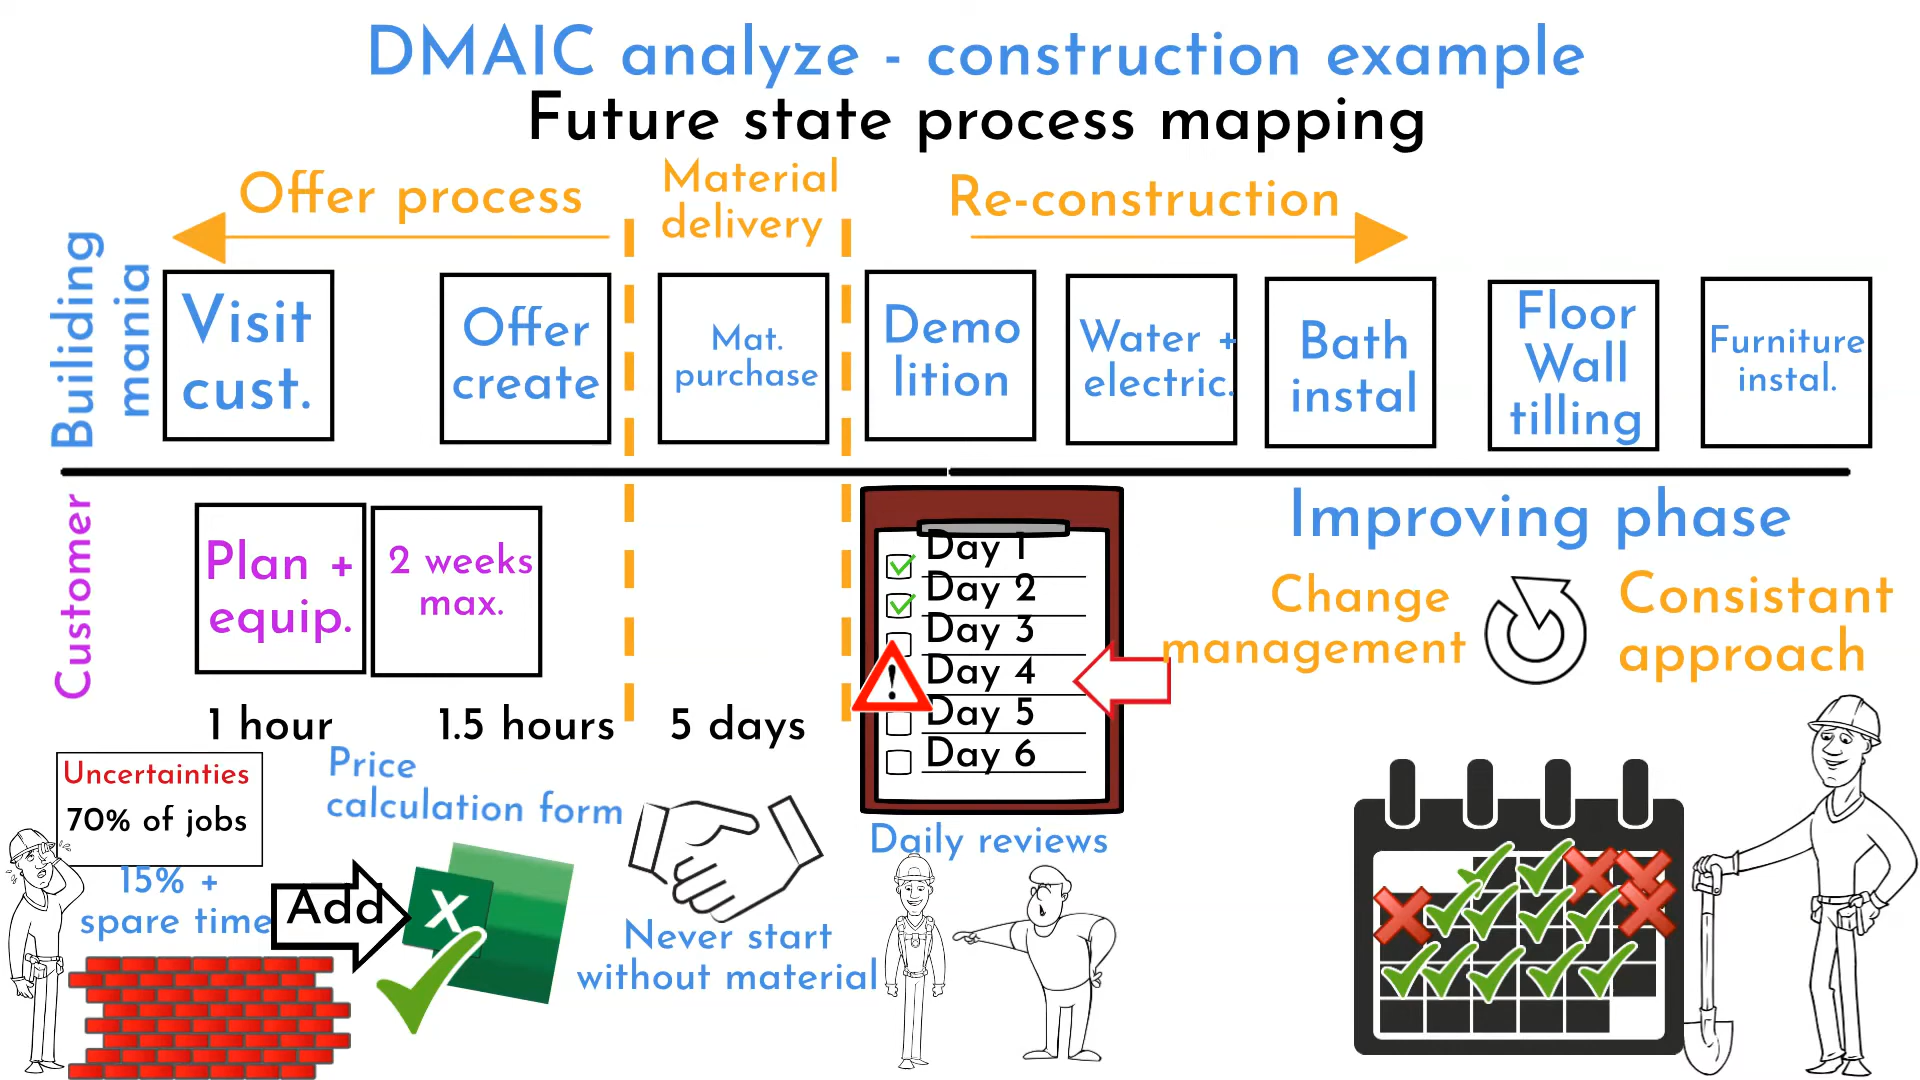 DMAIC analyze - construction example
Future state process mapping
Offer process
Material
delivery
Re-construction
Builiding
mania
Visit
cust.
Offer
create
Mat.
purchase
Demo
lition
Water +
electric.
Bath
instal
Floor
Wall
tilling
Furniture
instal.
Customer
Plan +
equip.
2 weeks
max.
1 hour
1.5 hours
5 days
Day 1
Day 2
Day 3
Day 4
Day 5
Day 6
!
Daily reviews
Improving phase
Change
management
Consistant
approach
Uncertainties
70% of jobs
15% +
spare time
Add
Price
calculation form
X
Never start
without material